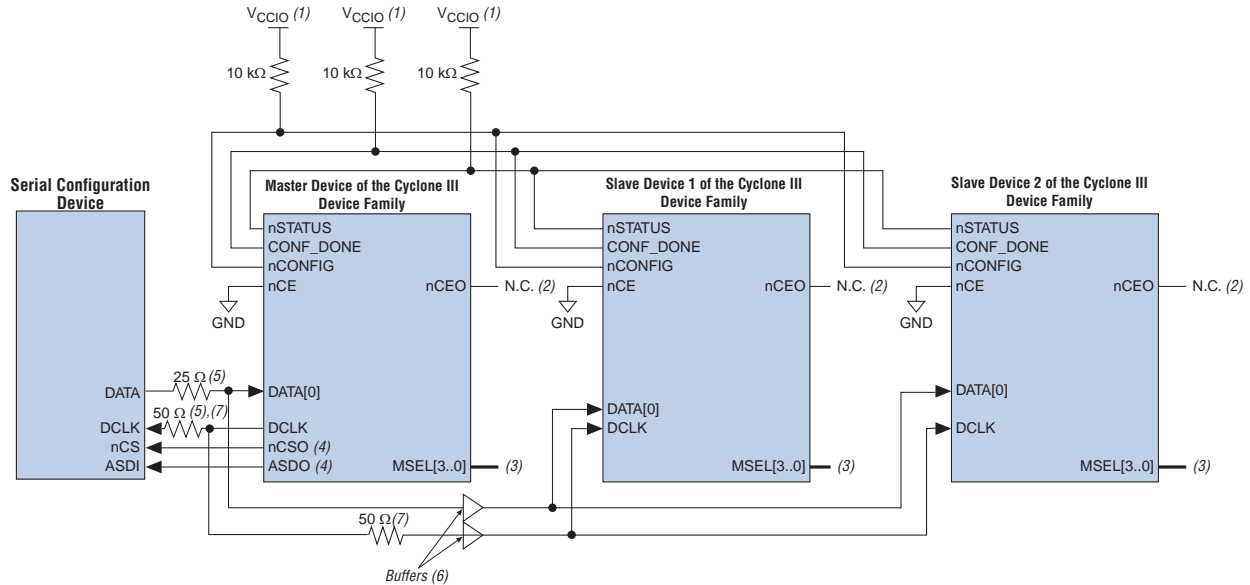 VCCIO (1) VCCIO (1) VCCIO (1)
10 kΩ 10 kΩ 10 kΩ
Serial Configuration
Device
Master Device of the Cyclone III
Device Family
Slave Device 1 of the Cyclone III
Device Family
Slave Device 2 of the Cyclone III
Device Family
nSTATUS
CONF_DONE
nCONFIG
nCE
nCEO
N.C. (2)
GND
nSTATUS
CONF_DONE
nCONFIG
nCE
nCEO
N.C. (2)
GND
nSTATUS
CONF_DONE
nCONFIG
nCE
nCEO
N.C. (2)
GND
DATA
25 Ω (5)
DATA[0]
DCLK
50 Ω (5),(7)
DCLK
nCS
nCSO (4)
ASDI
ASDO (4)
MSEL[3..0]
(3)
DATA[0]
DCLK
MSEL[3..0]
(3)
DATA[0]
DCLK
MSEL[3..0]
(3)
50 Ω(7)
Buffers (6)